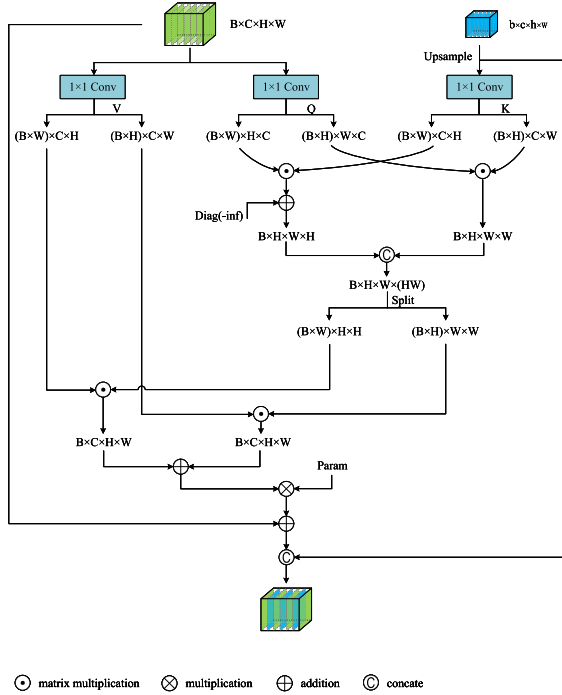 B×C×H×W
b×c×h×w
Upsample
1×1 Conv
1×1 Conv
1×1 Conv
V
Q
K
(B×W)×C×H
(B×H)×C×W
(B×W)×H×C
(B×H)×W×C
(B×W)×C×H
(B×H)×C×W
Diag(-inf)
B×H×W×H
B×H×W×W
C
B×H×W×(HW)
Split
(B×W)×H×H
(B×H)×W×W
B×C×H×W
B×C×H×W
Param
C
matrix multiplication
multiplication
addition
C concate